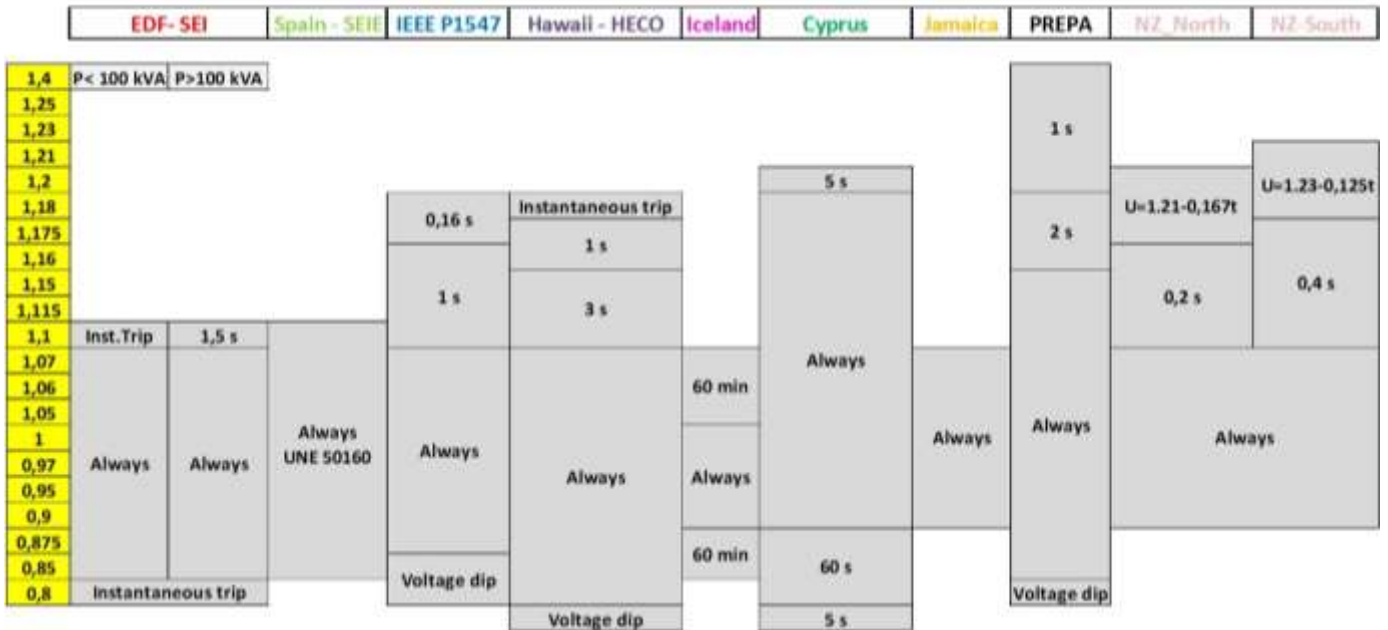 EDF- SEI Spain - SEIE IEEE P1547 Hawaii - HECO Iceland Cyprus Jamaica PREPA NZ_North NZ-South
1,4 P< 100 kVA P>100 kVA
1,25
1,23 1 s
1,21
1,2 5 s U=1.23-0,125t
1,18 0,16 s Instantaneous trip U=1.21-0,167t
1,175 1 s 2 s
1,16
1,15 1 s 3 s 0,2 s 0,4 s
1,115
1,1 Inst.Trip 1,5 s
1,07 Always
1,06 60 min
1,05
1 Always Always Always Always
0,97 Always Always UNE 50160 Always Always Always
0,95
0,9
0,875 60 min 60 s
0,85 Voltage dip
0,8 Instantaneous trip Voltage dip
Voltage dip 5 s